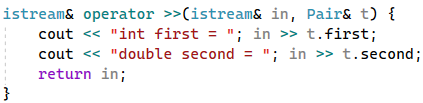 istream& operator >>(istream& in, Pair& t) {
    cout << "int first = "; in >> t.first;
    cout << "double second = "; in >> t.second;
    return in;
}